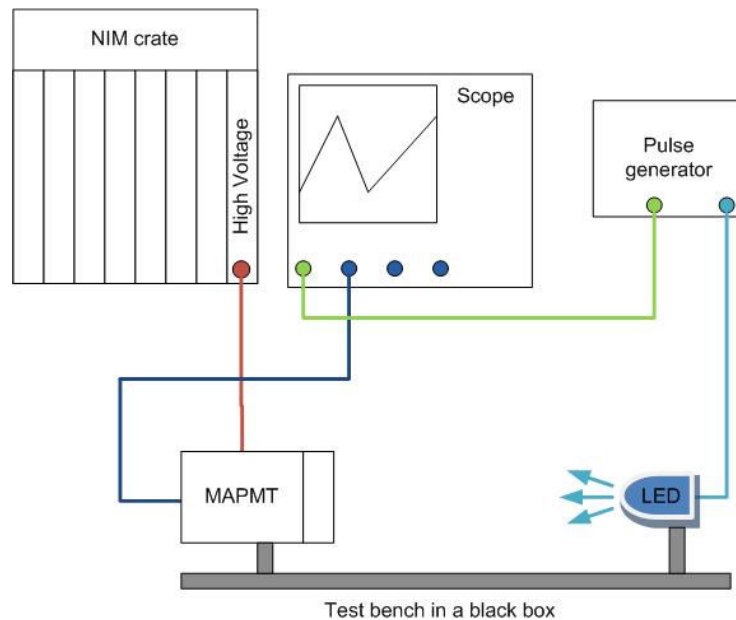 NIM crate
High Voltage
Scope
Pulse
generator
MAPMT
LED
Test bench in a black box